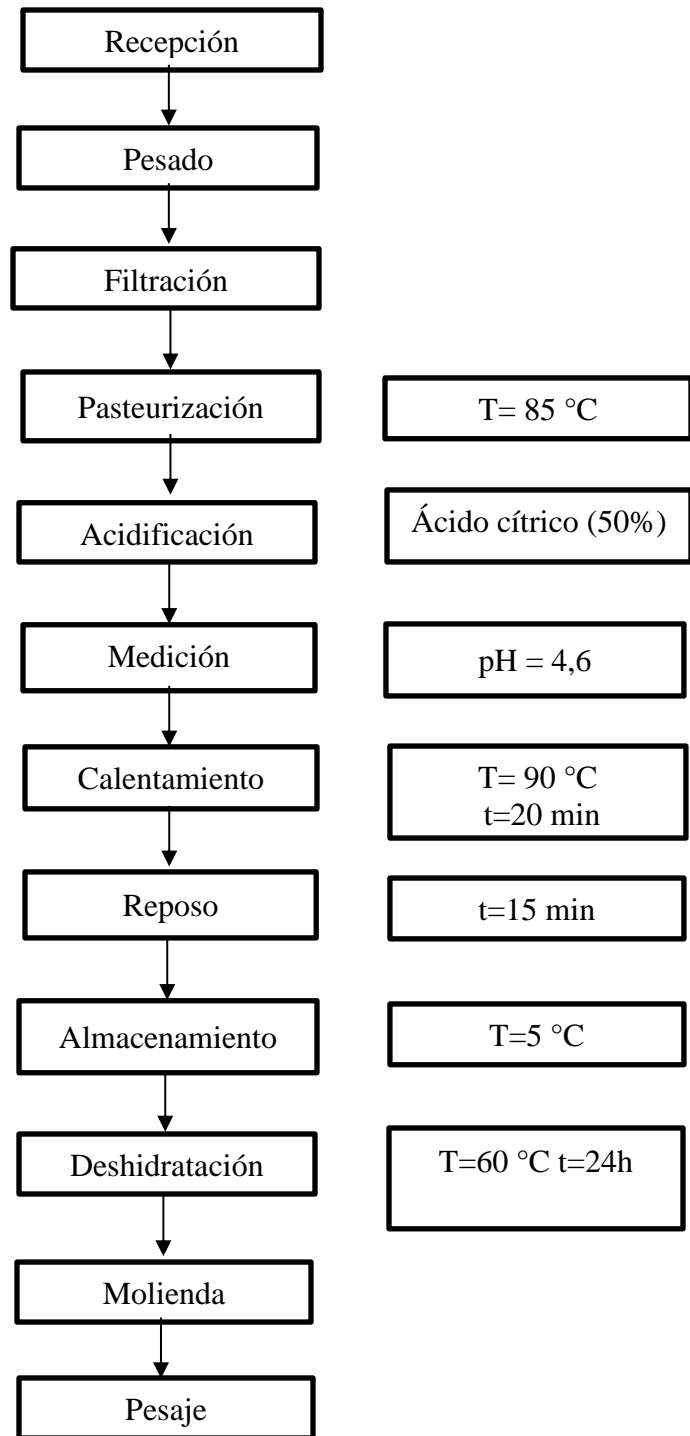 Recepción
Pesado
Filtración
Pasteurización
T= 85 °C
Acidificación
Ácido cítrico (50%)
Medición
pH = 4,6
Calentamiento
T= 90 °C
t=20 min
Reposo
t=15 min
Almacenamiento
T=5 °C
Deshidratación
T=60 °C t=24h
Molienda
Pesaje